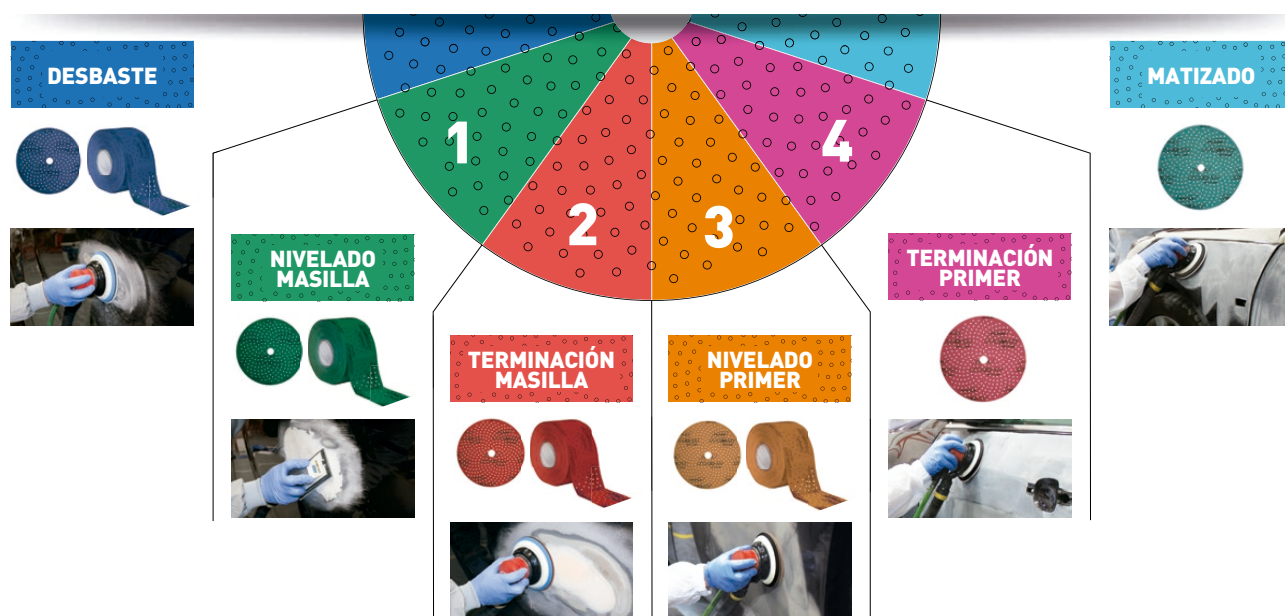 DESBASTE
1
2
3
4
MATIZADO
NIVELADO
MASILLA
TERMINACIÓN
MASILLA
NIVELADO
PRIMER
TERMINACIÓN
PRIMER